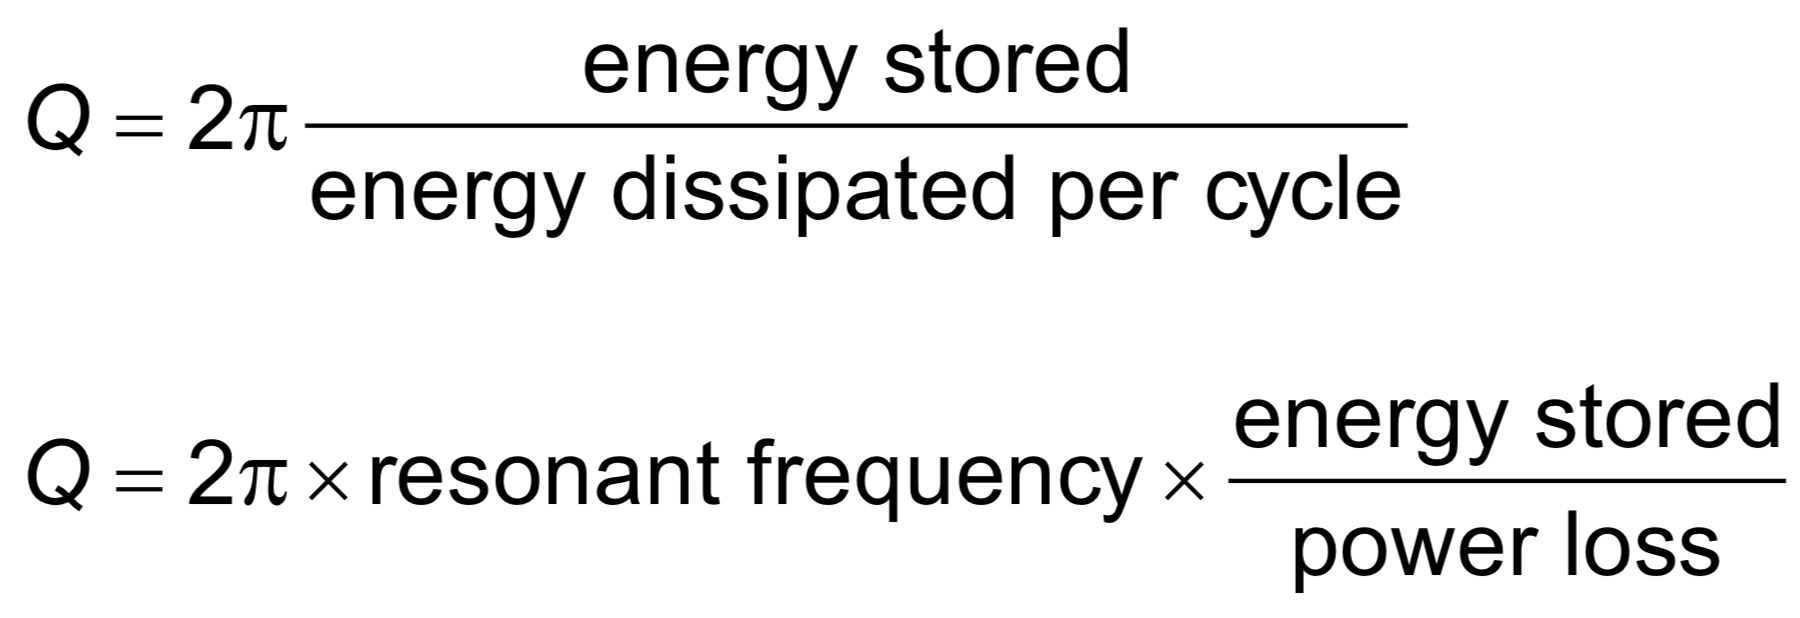 energy stored
Q = 2π
energy dissipated per cycle
energy stored
Q = 2π × resonant frequency ×
power loss